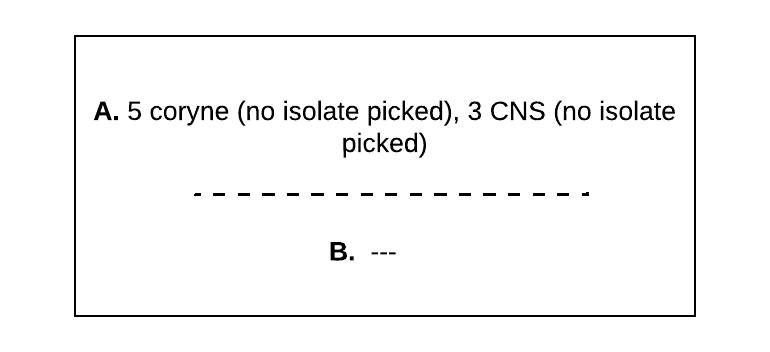 A. 5 coryne (no isolate picked), 3 CNS (no isolate
picked)
B. ---